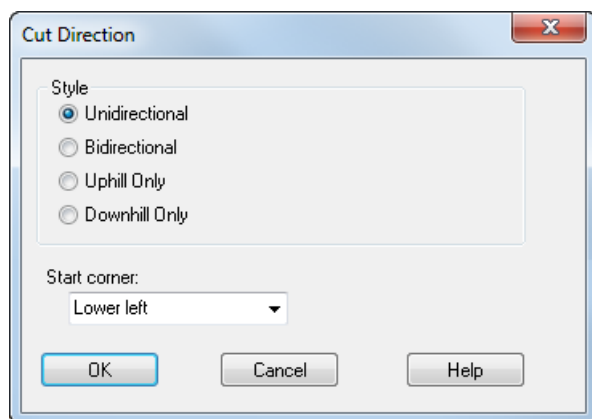 Cut Direction
Style
Unidirectional
Bidirectional
Uphill Only
Downhill Only
Start corner:
Lower left
OK Cancel Help